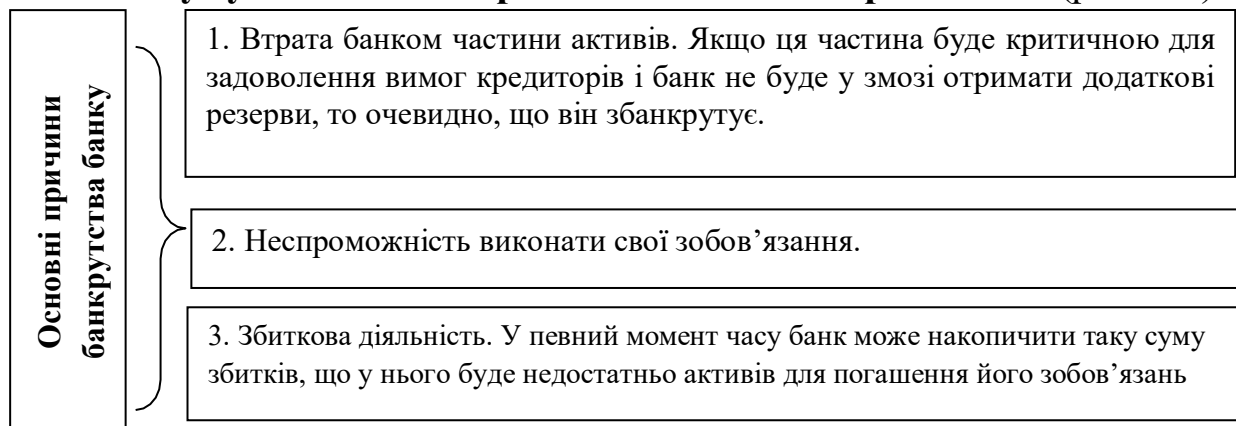 Основні причини
банкрутства банку
1. Втрата банком частини активів. Якщо ця частина буде критичною для
задоволення вимог кредиторів і банк не буде у змозі отримати додаткові
резерви, то очевидно, що він збанкрутує.
2. Неспроможність виконати свої зобов’язання.
3. Збиткова діяльність. У певний момент часу банк може накопичити таку суму
збитків, що у нього буде недостатньо активів для погашення його зобов’язань